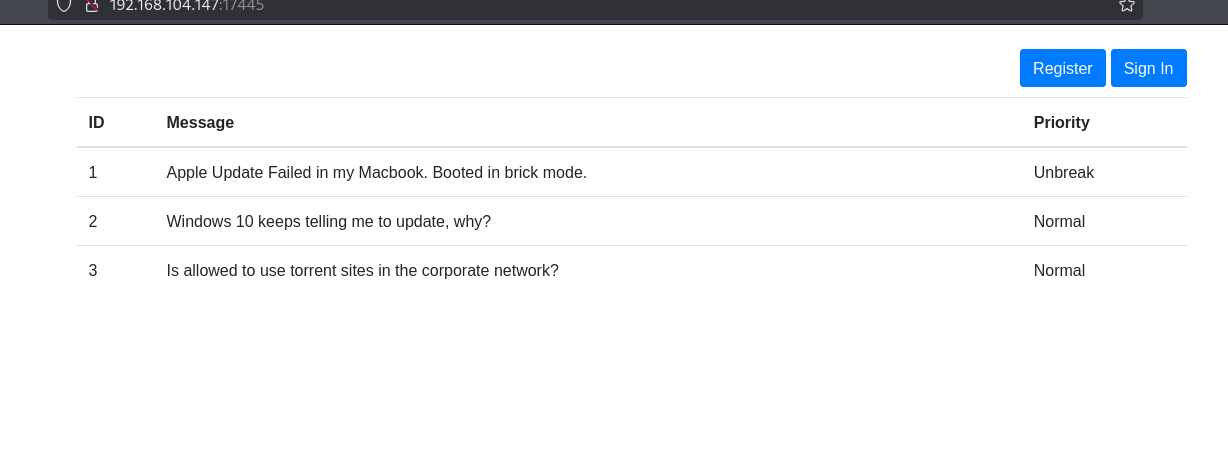 192.168.104.147:17445
Register Sign In
ID Message Priority
1 Apple Update Failed in my Macbook. Booted in brick mode. Unbreak
2 Windows 10 keeps telling me to update, why? Normal
3 Is allowed to use torrent sites in the corporate network? Normal